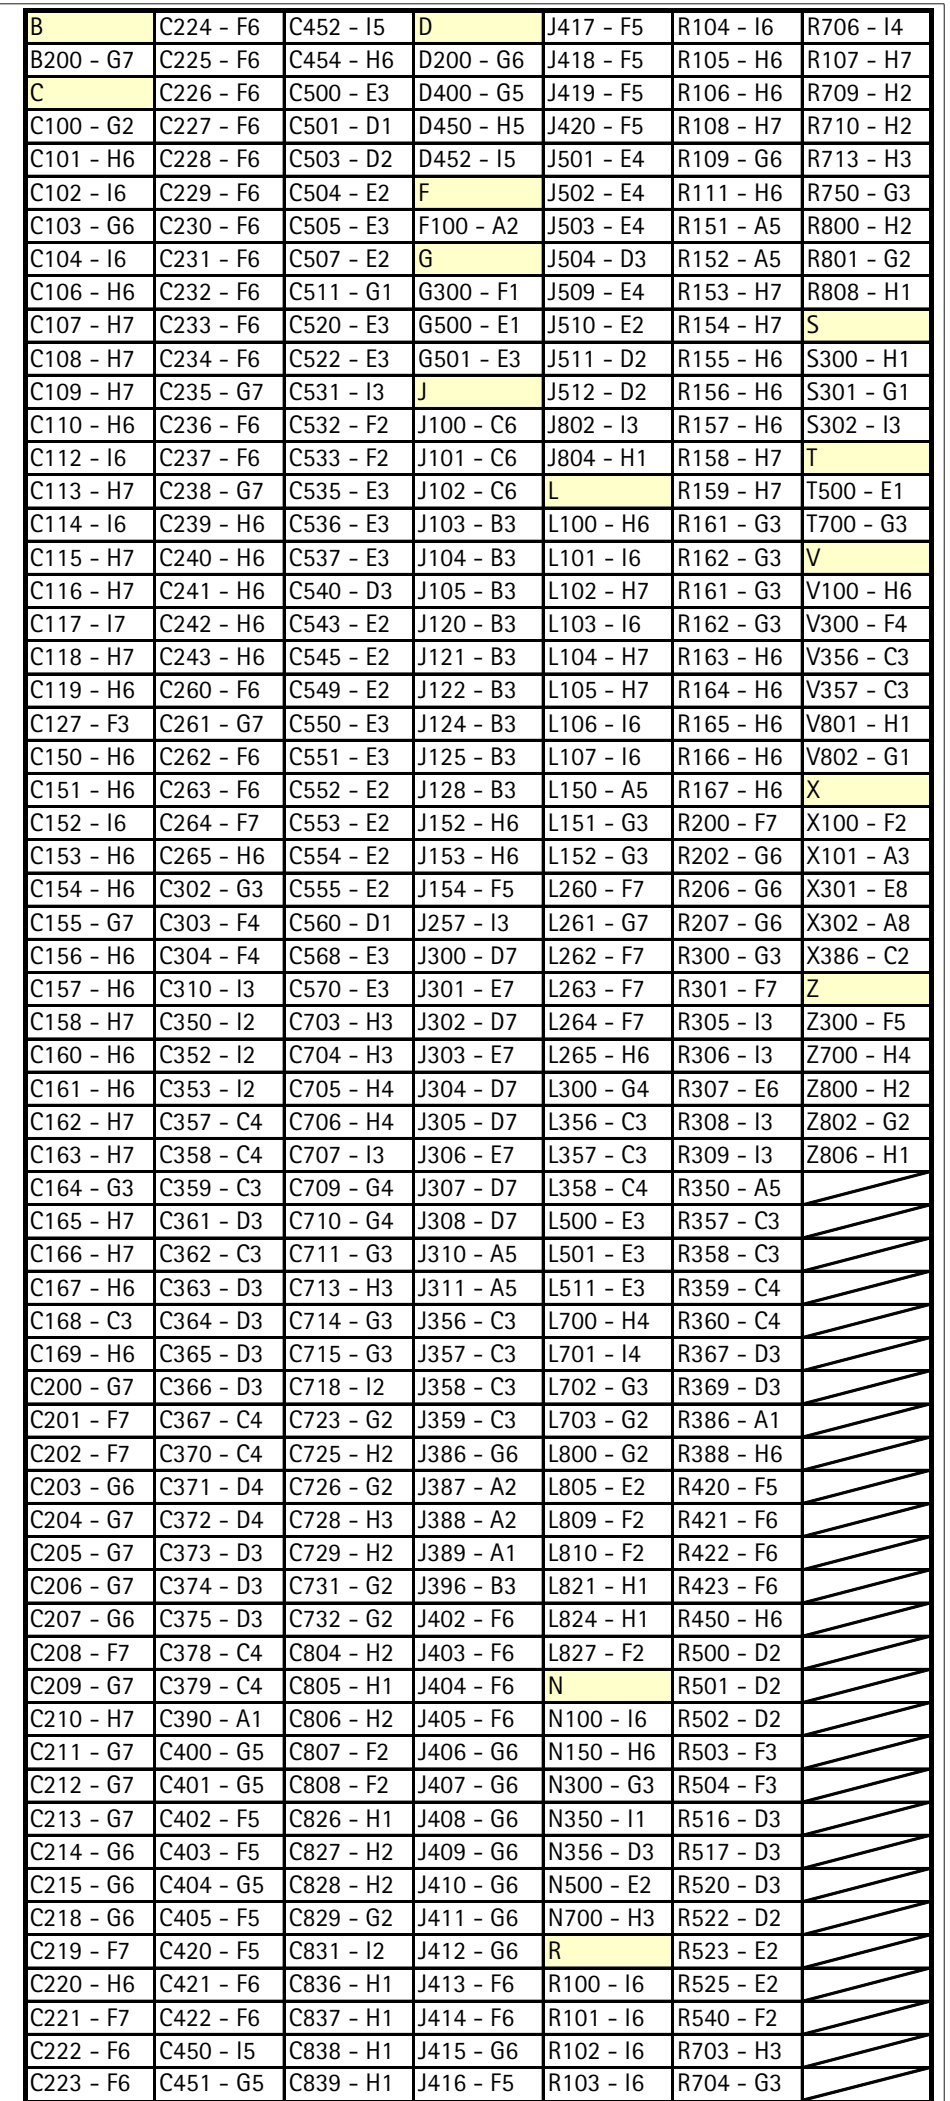 B
B200 - G7
C
C100 - G2
C101 - H6
C102 - I6
C103 - G6
C104 - I6
C106 - H6
C107 - H7
C108 - H7
C109 - H7
C110 - H6
C112 - I6
C113 - H7
C114 - I6
C115 - H7
C116 - H7
C117 - I7
C118 - H7
C119 - H6
C127 - F3
C150 - H6
C151 - H6
C152 - I6
C153 - H6
C154 - H6
C155 - G7
C156 - H6
C157 - H6
C158 - H7
C160 - H6
C161 - H6
C162 - H7
C163 - H7
C164 - G3
C165 - H7
C166 - H7
C167 - H6
C168 - C3
C169 - H6
C200 - G7
C201 - F7
C202 - F7
C203 - G6
C204 - G7
C205 - G7
C206 - G7
C207 - G6
C208 - F7
C209 - G7
C210 - H7
C211 - G7
C212 - G7
C213 - G7
C214 - G6
C215 - G6
C218 - G6
C219 - F7
C220 - H6
C221 - F7
C222 - F6
C223 - F6
C224 - F6
C225 - F6
C226 - F6
C227 - F6
C228 - F6
C229 - F6
C230 - F6
C231 - F6
C232 - F6
C233 - F6
C234 - F6
C235 - G7
C236 - F6
C237 - F6
C238 - G7
C239 - H6
C240 - H6
C241 - H6
C242 - H6
C243 - H6
C260 - F6
C261 - G7
C262 - F6
C263 - F6
C264 - F7
C265 - H6
C302 - G3
C303 - F4
C304 - F4
C310 - I3
C350 - I2
C352 - I2
C353 - I2
C357 - C4
C358 - C4
C359 - C3
C361 - D3
C362 - C3
C363 - D3
C364 - D3
C365 - D3
C366 - D3
C367 - C4
C370 - C4
C371 - D4
C372 - D4
C373 - D3
C374 - D3
C375 - D3
C378 - C4
C379 - C4
C390 - A1
C400 - G5
C401 - G5
C402 - F5
C403 - F5
C404 - G5
C405 - F5
C420 - F5
C421 - F6
C422 - F6
C450 - I5
C451 - G5
C452 - I5
C454 - H6
C500 - E3
C501 - D1
C503 - D2
C504 - E2
C505 - E3
C507 - E2
C511 - G1
C520 - E3
C522 - E3
C531 - I3
C532 - F2
C533 - F2
C535 - E3
C536 - E3
C537 - E3
C540 - D3
C543 - E2
C545 - E2
C549 - E2
C550 - E3
C551 - E3
C552 - E2
C553 - E2
C554 - E2
C555 - E2
C560 - D1
C568 - E3
C570 - E3
C703 - H3
C704 - H3
C705 - H4
C706 - H4
C707 - I3
C709 - G4
C710 - G4
C711 - G3
C713 - H3
C714 - G3
C715 - G3
C718 - I2
C723 - G2
C725 - H2
C726 - G2
C728 - H3
C729 - H2
C731 - G2
C732 - G2
C804 - H2
C805 - H1
C806 - H2
C807 - F2
C808 - F2
C826 - H1
C827 - H2
C828 - H2
C829 - G2
C831 - I2
C836 - H1
C837 - H1
C838 - H1
C839 - H1
D
D200 - G6
D400 - G5
D450 - H5
D452 - I5
F
F100 - A2
G
G300 - F1
G500 - E1
G501 - E3
J
J100 - C6
J101 - C6
J102 - C6
J103 - B3
J104 - B3
J105 - B3
J120 - B3
J121 - B3
J122 - B3
J124 - B3
J125 - B3
J128 - B3
J152 - H6
J153 - H6
J154 - F5
J257 - I3
J300 - D7
J301 - E7
J302 - D7
J303 - E7
J304 - D7
J305 - D7
J306 - E7
J307 - D7
J308 - D7
J310 - A5
J311 - A5
J356 - C3
J357 - C3
J358 - C3
J359 - C3
J386 - G6
J387 - A2
J388 - A2
J389 - A1
J396 - B3
J402 - F6
J403 - F6
J404 - F6
J405 - F6
J406 - G6
J407 - G6
J408 - G6
J409 - G6
J410 - G6
J411 - G6
J412 - G6
J413 - F6
J414 - F6
J415 - G6
J416 - F5
J417 - F5
J418 - F5
J419 - F5
J420 - F5
J501 - E4
J502 - E4
J503 - E4
J504 - D3
J509 - E4
J510 - E2
J511 - D2
J512 - D2
J802 - I3
J804 - H1
L
L100 - H6
L101 - I6
L102 - H7
L103 - I6
L104 - H7
L105 - H7
L106 - I6
L107 - I6
L150 - A5
L151 - G3
L152 - G3
L260 - F7
L261 - G7
L262 - F7
L263 - F7
L264 - F7
L265 - H6
L300 - G4
L356 - C3
L357 - C3
L358 - C4
L500 - E3
L501 - E3
L511 - E3
L700 - H4
L701 - I4
L702 - G3
L703 - G2
L800 - G2
L805 - E2
L809 - F2
L810 - F2
L821 - H1
L824 - H1
L827 - F2
N
N100 - I6
N150 - H6
N300 - G3
N350 - I1
N356 - D3
N500 - E2
N700 - H3
R
R100 - I6
R101 - I6
R102 - I6
R103 - I6
R104 - I6
R105 - H6
R106 - H6
R108 - H7
R109 - G6
R111 - H6
R151 - A5
R152 - A5
R153 - H7
R154 - H7
R155 - H6
R156 - H6
R157 - H6
R158 - H7
R159 - H7
R161 - G3
R162 - G3
R161 - G3
R162 - G3
R163 - H6
R164 - H6
R165 - H6
R166 - H6
R167 - H6
R200 - F7
R202 - G6
R206 - G6
R207 - G6
R300 - G3
R301 - F7
R305 - I3
R306 - I3
R307 - E6
R308 - I3
R309 - I3
R350 - A5
R357 - C3
R358 - C3
R359 - C4
R360 - C4
R367 - D3
R369 - D3
R386 - A1
R388 - H6
R420 - F5
R421 - F6
R422 - F6
R423 - F6
R450 - H6
R500 - D2
R501 - D2
R502 - D2
R503 - F3
R504 - F3
R516 - D3
R517 - D3
R520 - D3
R522 - D2
R523 - E2
R525 - E2
R540 - F2
R703 - H3
R704 - G3
R706 - I4
R107 - H7
R709 - H2
R710 - H2
R713 - H3
R750 - G3
R800 - H2
R801 - G2
R808 - H1
S
S300 - H1
S301 - G1
S302 - I3
T
T500 - E1
T700 - G3
V
V100 - H6
V300 - F4
V356 - C3
V357 - C3
V801 - H1
V802 - G1
X
X100 - F2
X101 - A3
X301 - E8
X302 - A8
X386 - C2
Z
Z300 - F5
Z700 - H4
Z800 - H2
Z802 - G2
Z806 - H1